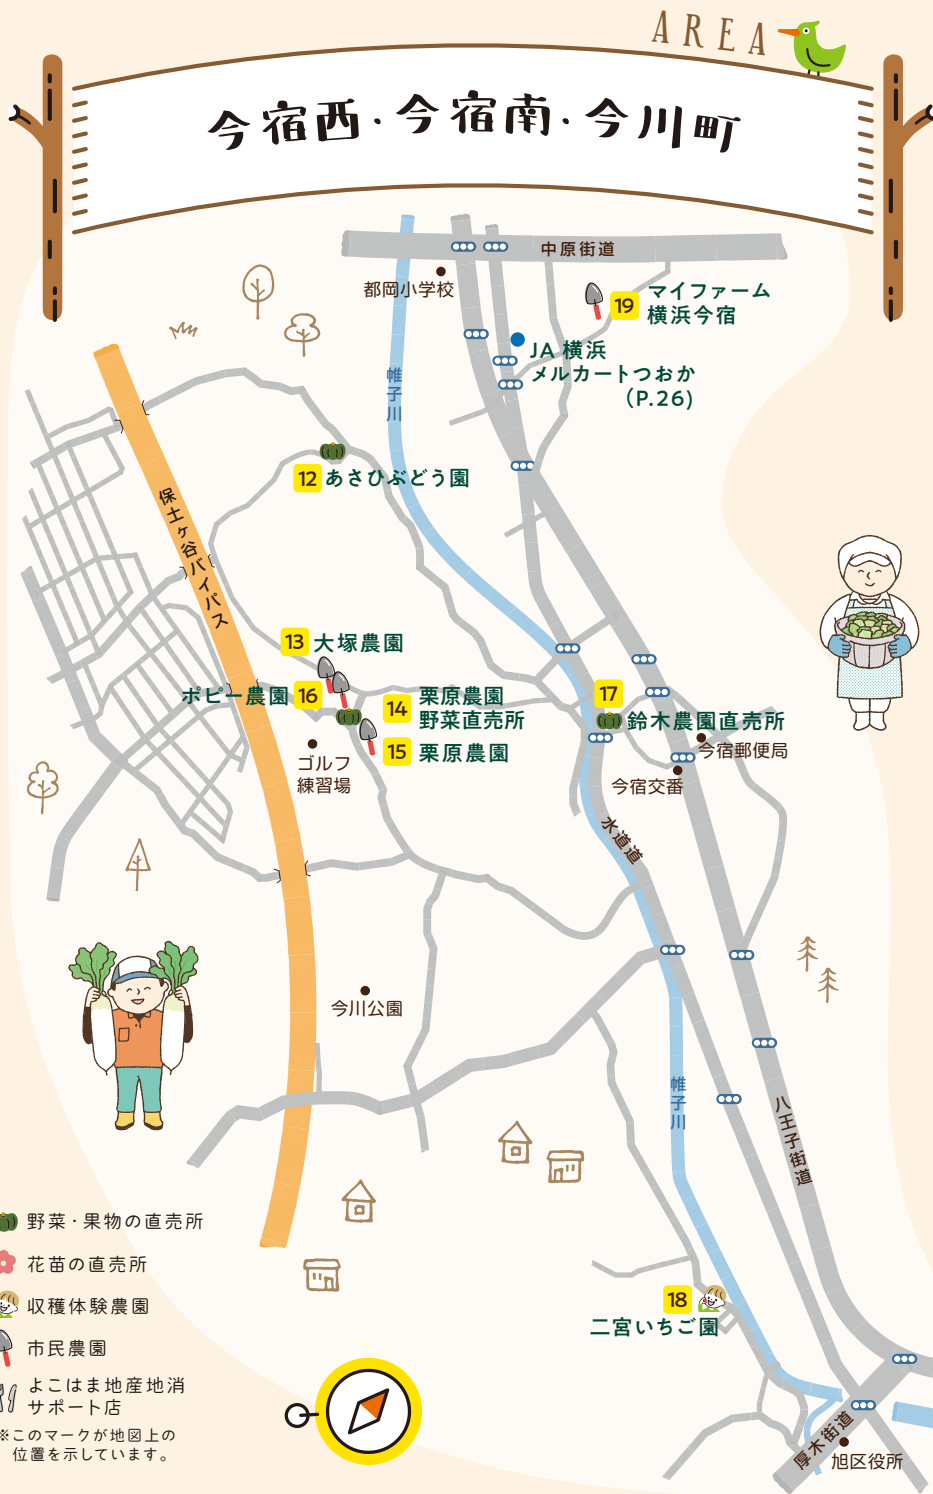 AREA
今宿西・今宿南・今川町
中原街道
都岡小学校
19
マイファーム
横浜今宿
JA 横浜
メルカートつおか
（P.26）
帷子川
12
あさひぶどう園
保土ヶ谷バイパス
13
大塚農園
ポピー農園
16
14
栗原農園
野菜直売所
15
栗原農園
17
鈴木農園直売所
今宿郵便局
今宿交番
ゴルフ
練習場
水道道
今川公園
帷子川
八王子街道
18
二宮いちご園
厚木街道
旭区役所
野菜・果物の直売所
花苗の直売所
収穫体験農園
市民農園
よこはま地産地消
サポート店
※このマークが地図上の
位置を示しています。